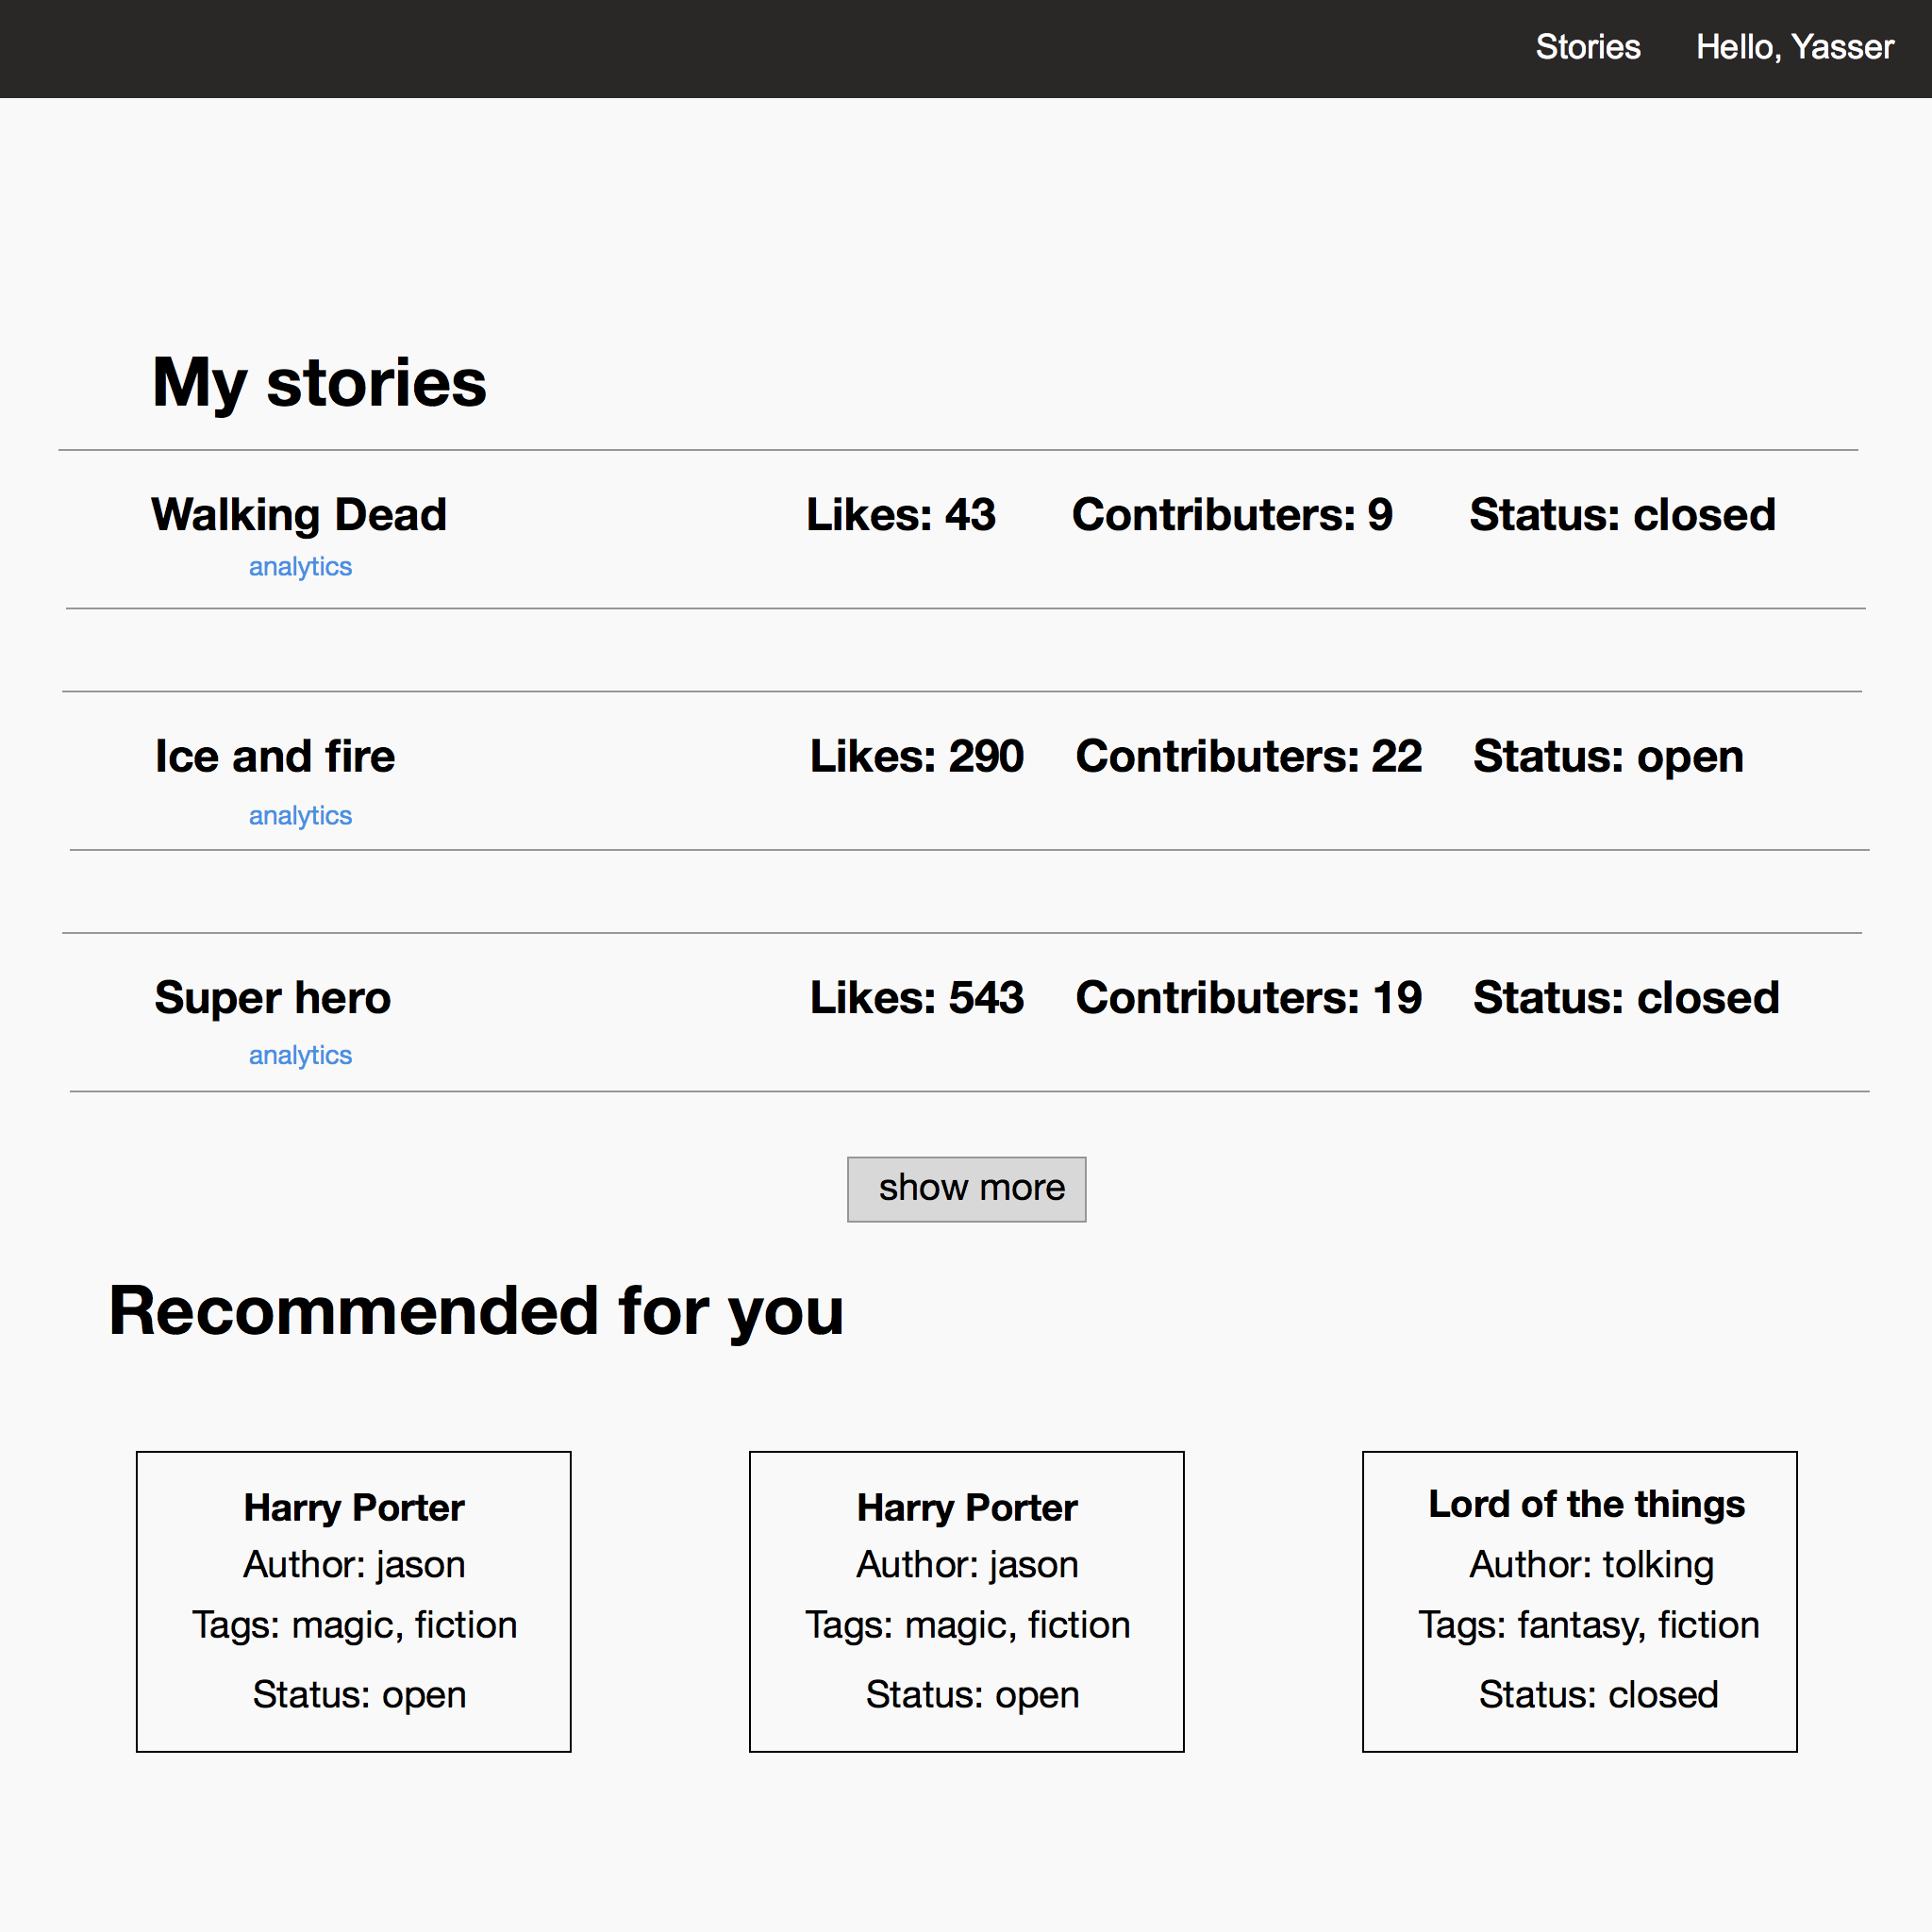 Stories Hello, Yasser
My stories
Walking Dead Likes: 43 Contributers: 9 Status: closed
analytics
Ice and fire Likes: 290 Contributers: 22 Status: open
analytics
Super hero Likes: 543 Contributers: 19 Status: closed
analytics
show more
Recommended for you
Harry Porter
Author: jason
Tags: magic, fiction
Status: open
Harry Porter
Author: jason
Tags: magic, fiction
Status: open
Lord of the things
Author: tolking
Tags: fantasy, fiction
Status: closed